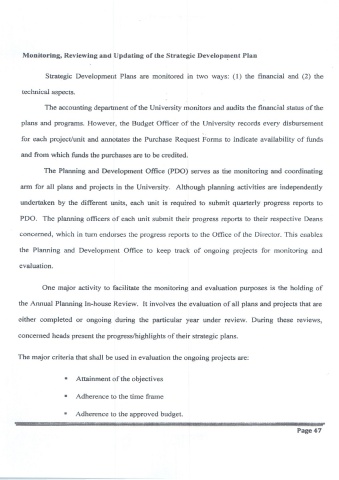 Monitoring, Reviewing and Updating of the Strategic Development Plan
Strategic Development Plans are monitored in two ways: (1) the financial and (2) the
technical aspects.
The accounting department of the University monitors and audits the financial status of the
plans and programs. However, the Budget Officer of the University records every disbursement
for each project/unit and annotates the Purchase Request Forms to indicate availability of funds
and from which funds the purchases are to be credited.
The Planning and Development Office (PDO) serves as the monitoring and coordinating
arm for all plans and projects in the University. Although planning activities are independently
undertaken by the different units, each unit is required to submit quarterly progress reports to
PDO. The planning officers of each unit submit their progress reports to their respective Deans
concerned, which in turn endorses the progress reports to the Office of the Director. This enables
the Planning and Development Office to keep track of ongoing projects for monitoring and
evaluation.
One major activity to facilitate the monitoring and evaluation purposes is the holding of
the Annual Planning In-house Review. It involves the evaluation of all plans and projects that are
either completed or ongoing during the particular year under review. During these reviews,
concerned heads present the progress/highlights of their strategic plans.
The major criteria that shall be used in evaluation the ongoing projects are:
• Attainment of the objectives
• Adherence to the time frame
• Adherence to the approved budget.
Page 47